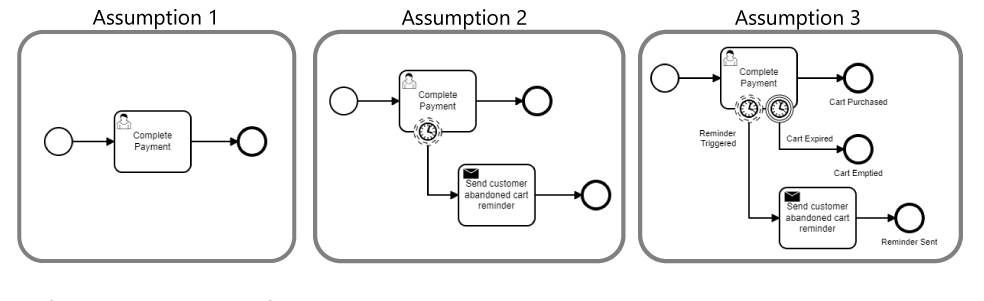 Assumption 1
Complete
Payment
Assumption 2
Complete
Payment
Send customer
abandoned cart
reminder
Assumption 3
Complete
Payment
Cart Purchased
Reminder
Triggered
Cart Expired
Cart Emptied
Send customer
abandoned cart
reminder
Reminder Sent